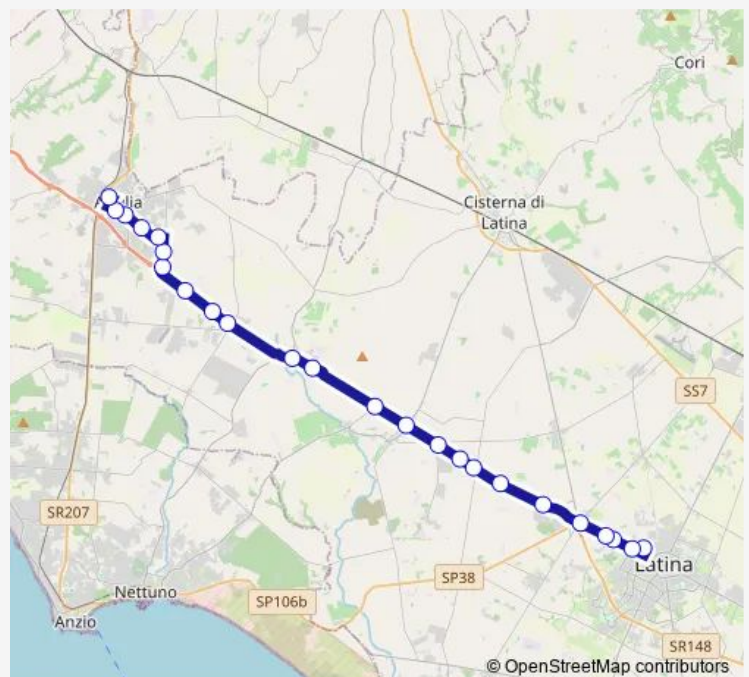 Cori
Cisterna di
Latina
SS7
SR207
Nettuno
Anzio
SP106b
SP38
Latina
SR148
© OpenStreetMap contributors